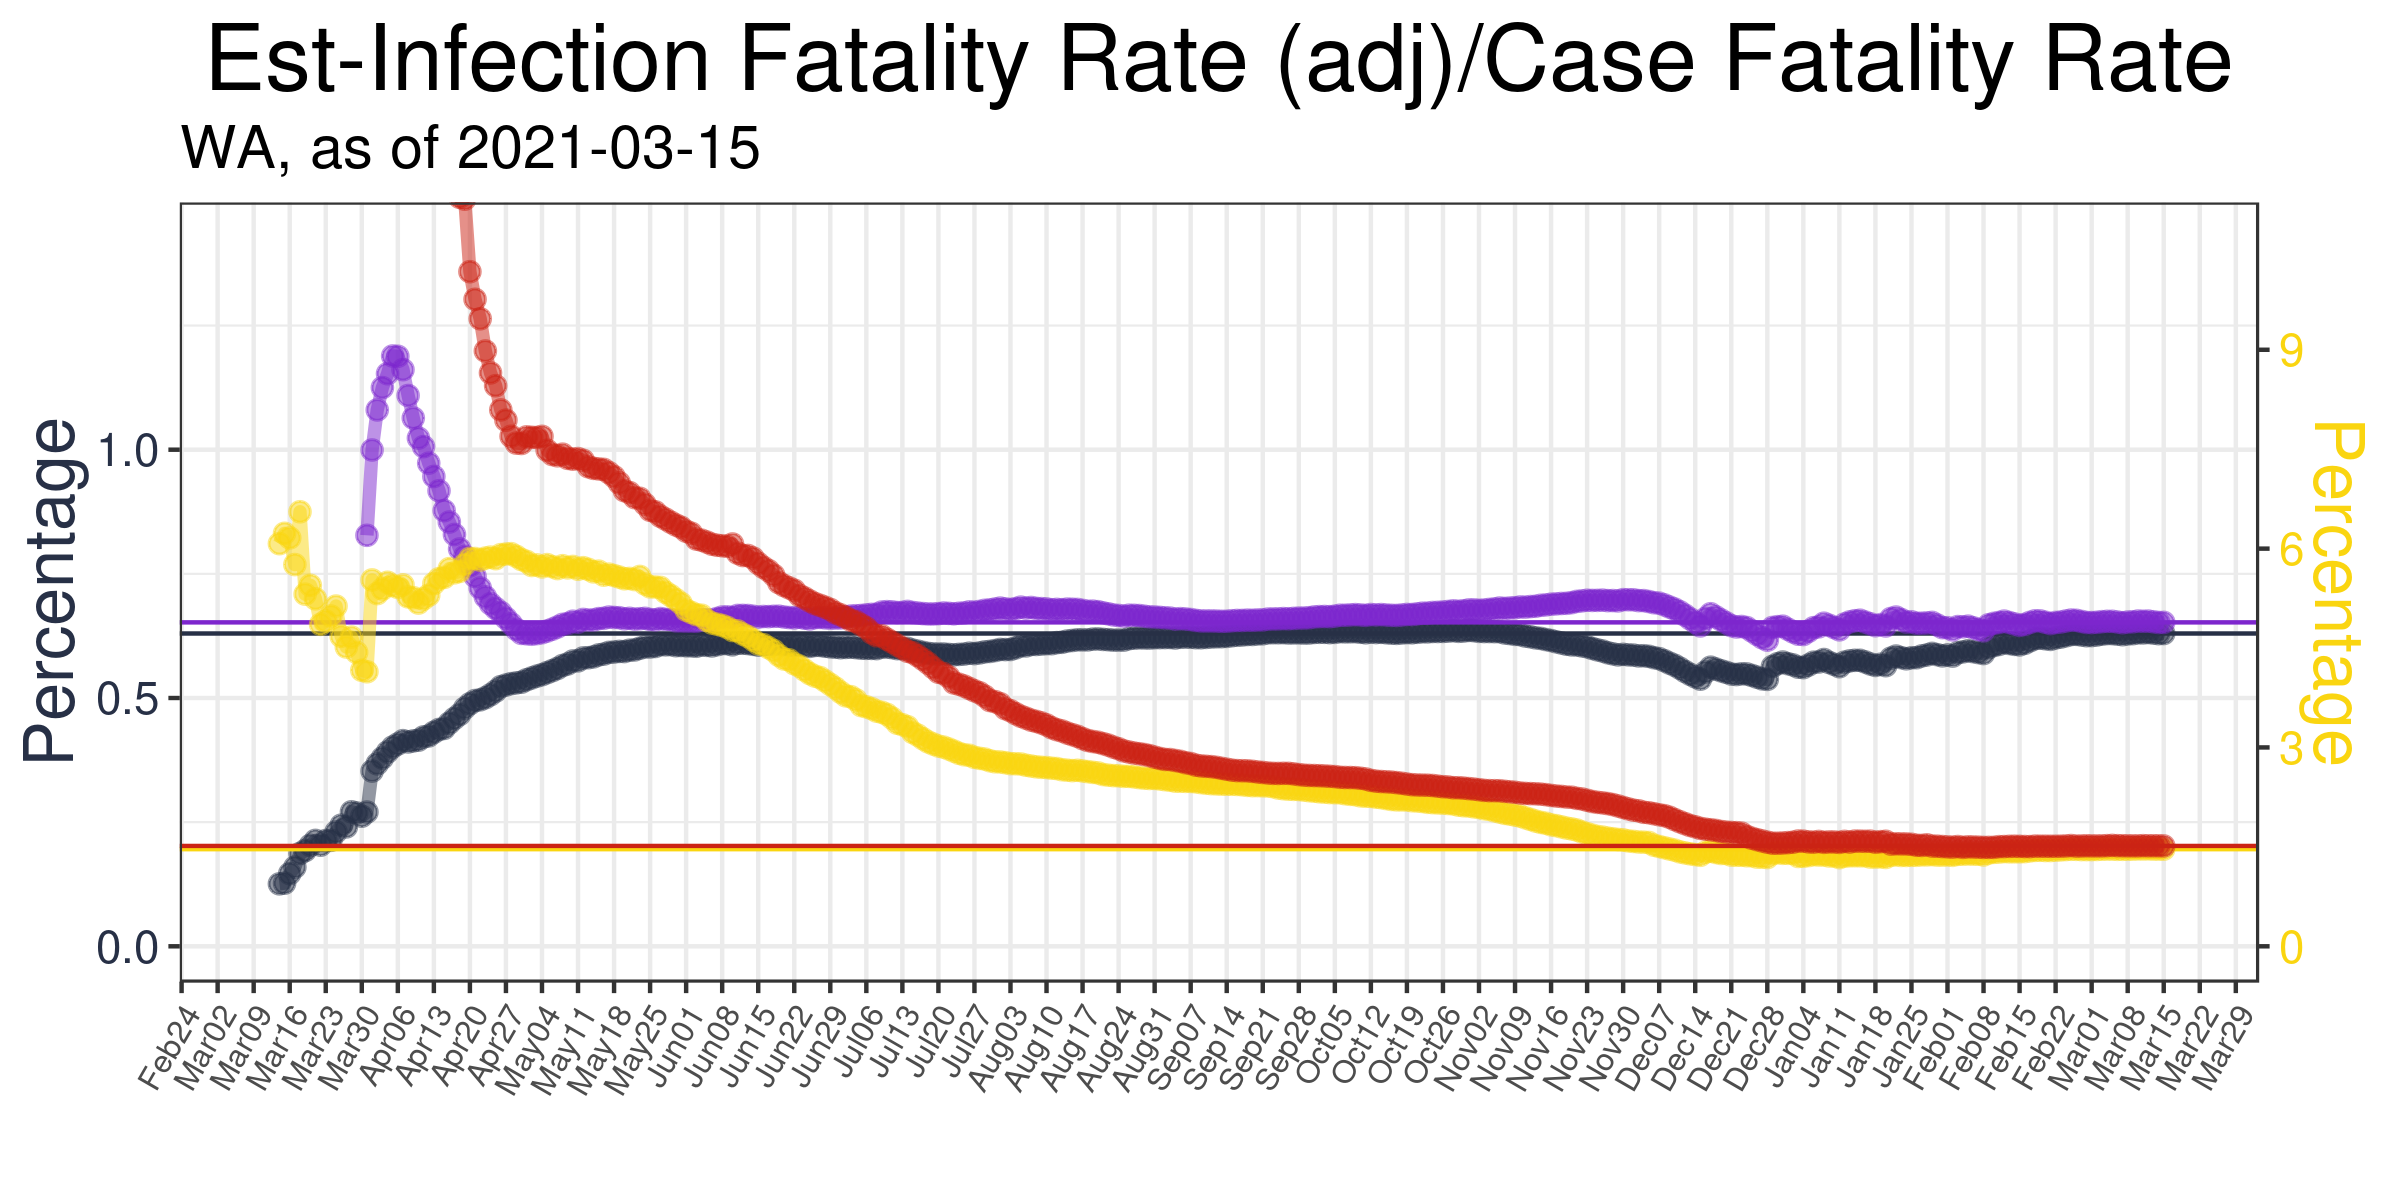 Est-Infection Fatality Rate (adj)/Case Fatality Rate
WA, as of 2021-03-15
Percentage
1.0
0.5
0.0
9
6
3
0
Percentage
Feb24
Mar02
Mar09
Mar16
Mar23
Mar30
Apr06
Apr13
Apr20
Apr27
May04
May11
May18
May25
Jun01
Jun08
Jun15
Jun22
Jun29
Jul06
Jul13
Jul20
Jul27
Aug03
Aug10
Aug17
Aug24
Aug31
Sep07
Sep14
Sep21
Sep28
Oct05
Oct12
Oct19
Oct26
Nov02
Nov09
Nov16
Nov23
Nov30
Dec07
Dec14
Dec21
Dec28
Jan04
Jan11
Jan18
Jan25
Feb01
Feb08
Feb15
Feb22
Mar01
Mar08
Mar15
Mar22
Mar29